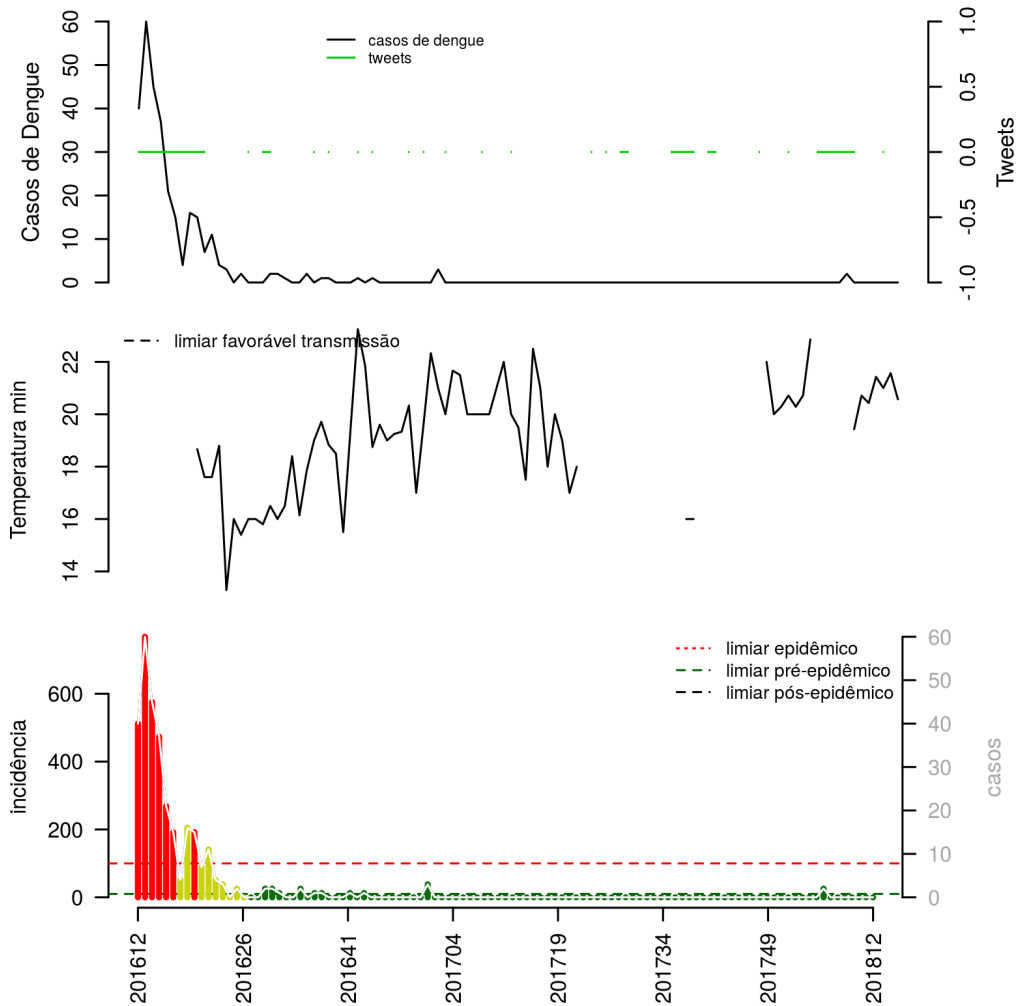 casos de dengue
tweets
Casos de Dengue
0 10 20 30 40 50 60
Tweets
-1.0 -0.5 0.0 0.5 1.0
limiar favorável transmissão
Temperatura min
14 16 18 20 22
limiar epidêmico
limiar pré-epidêmico
limiar pós-epidêmico
incidência
0 200 400 600
casos
0 10 20 30 40 50 60
201612 201626 201641 201704 201719 201734 201749 201812